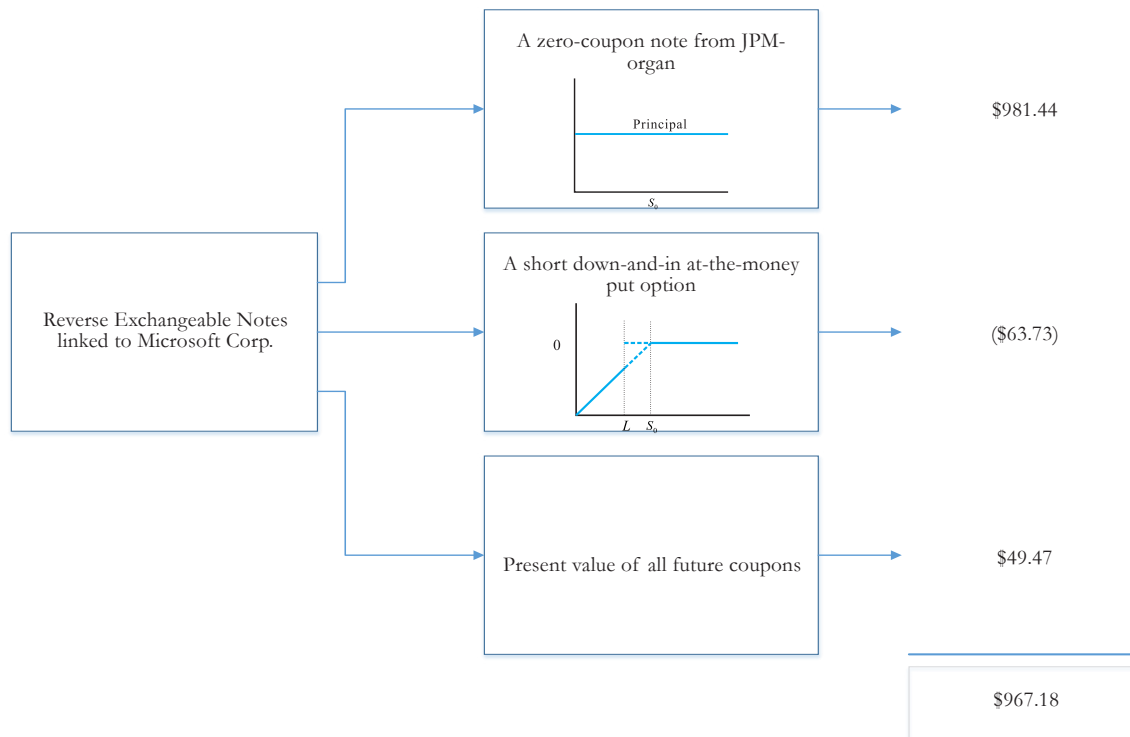 A zero-coupon note from JPM-
organ
Principal
S₀
$981.44
Reverse Exchangeable Notes
linked to Microsoft Corp.
A short down-and-in at-the-money
put option
0
L S₀
($63.73)
Present value of all future coupons
$49.47
$967.18